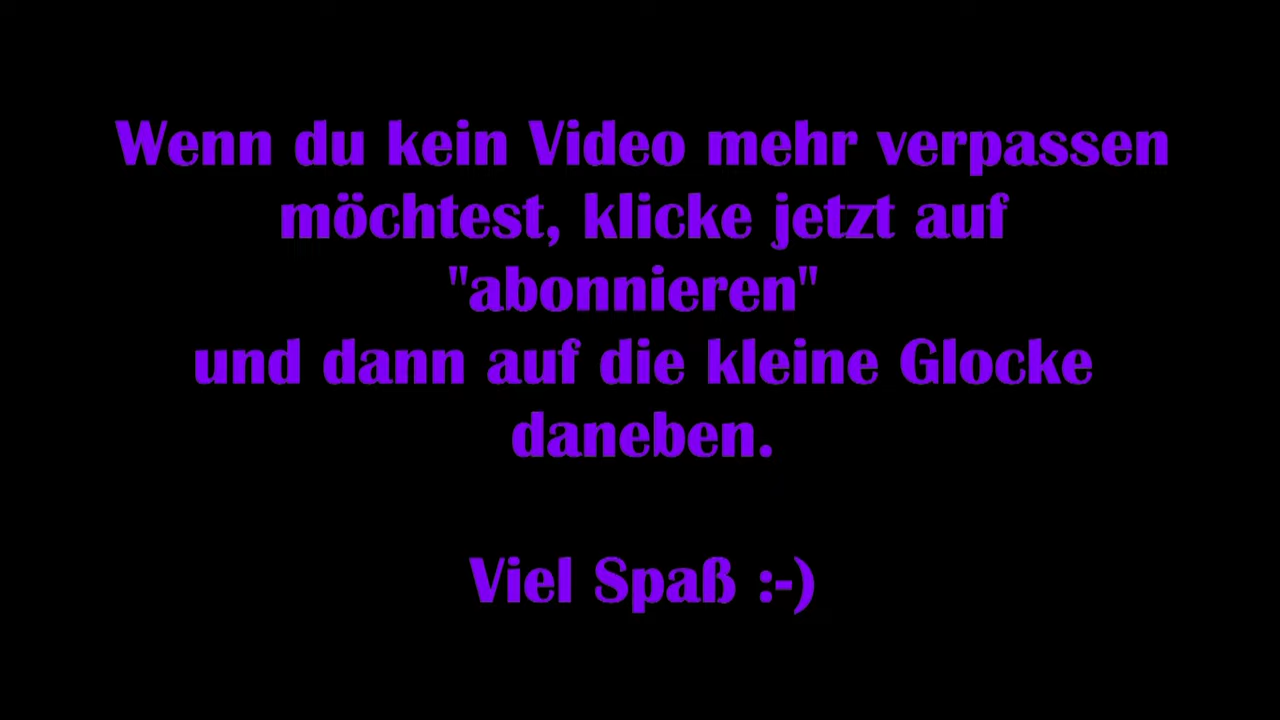 Wenn du kein Video mehr verpassen
möchtest, klicke jetzt auf
"abonnieren"
und dann auf die kleine Glocke
daneben.
Viel Spaß :-)